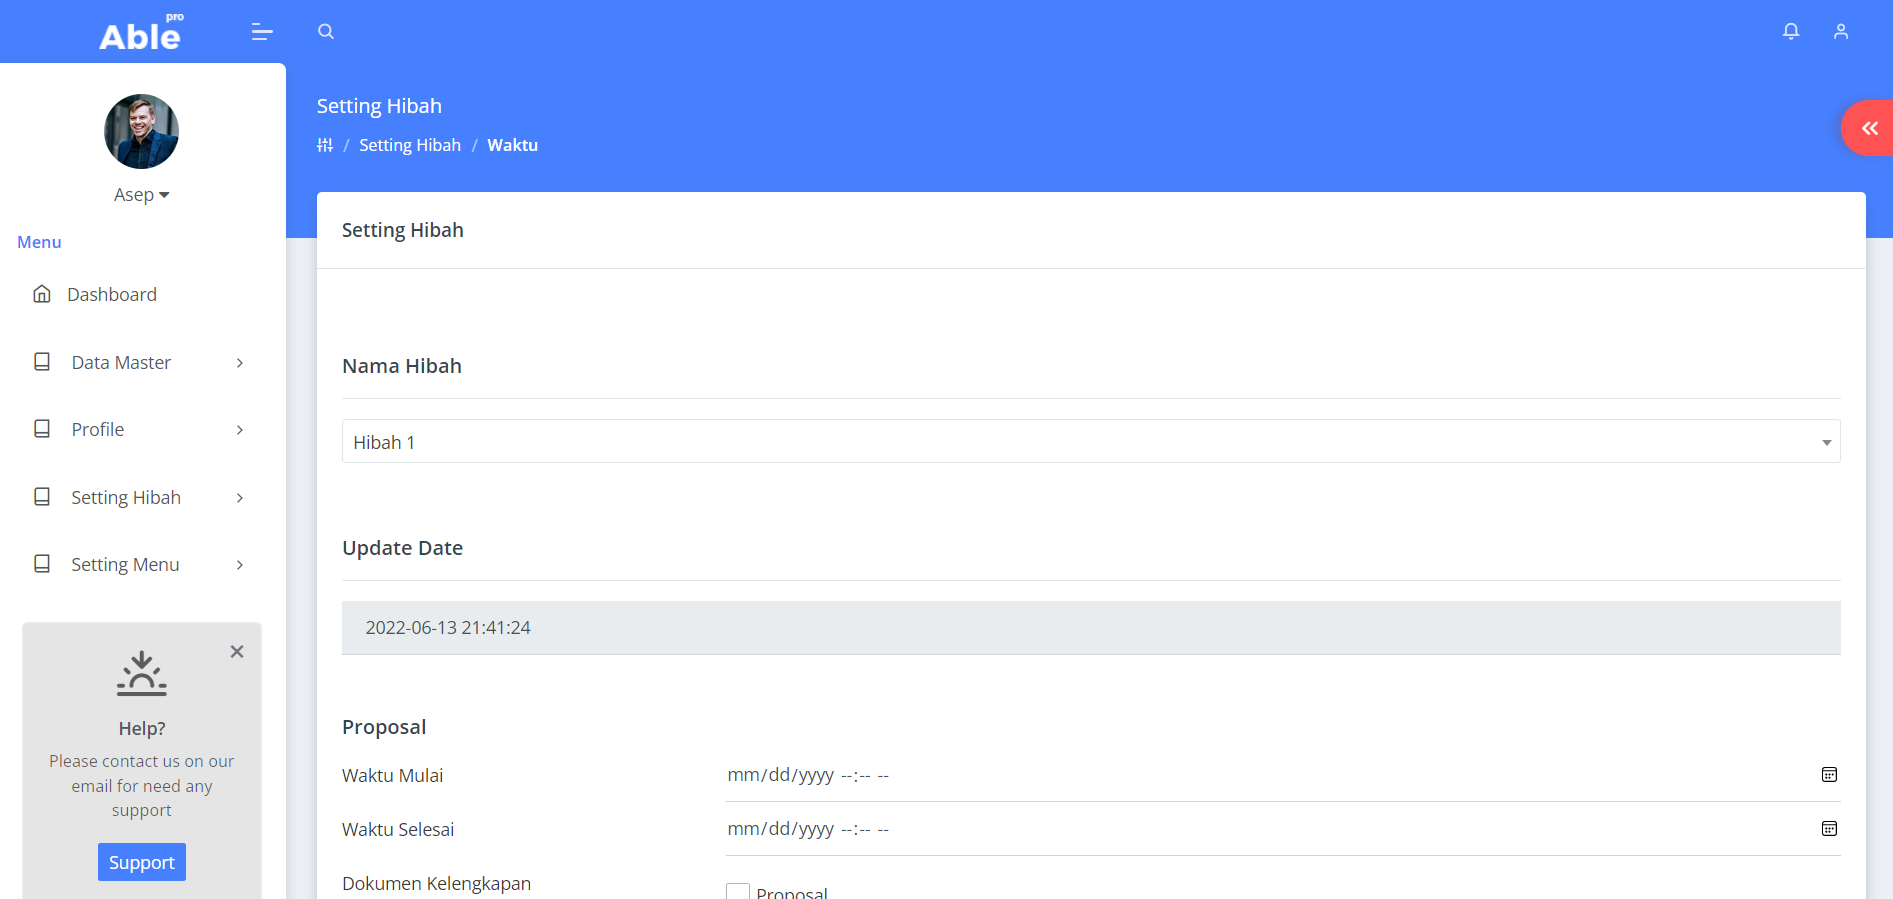 Able pro
Asep
Menu
Dashboard
Data Master
Profile
Setting Hibah
Setting Menu
Help?
Please contact us on our
email for need any
support
Support
Setting Hibah
/ Setting Hibah / Waktu
Setting Hibah
Nama Hibah
Hibah 1
Update Date
2022-06-13 21:41:24
Proposal
Waktu Mulai mm/dd/yyyy --:-- --
Waktu Selesai mm/dd/yyyy --:-- --
Dokumen Kelengkapan Proposal